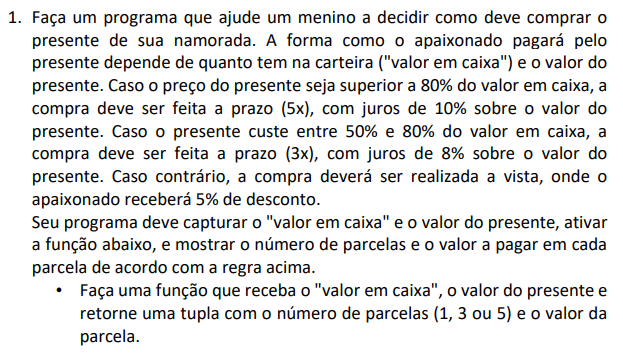 1. Faça um programa que ajude um menino a decidir como deve comprar o
presente de sua namorada. A forma como o apaixonado pagará pelo
presente depende de quanto tem na carteira ("valor em caixa") e o valor do
presente. Caso o preço do presente seja superior a 80% do valor em caixa, a
compra deve ser feita a prazo (5x), com juros de 10% sobre o valor do
presente. Caso o presente custe entre 50% e 80% do valor em caixa, a
compra deve ser feita a prazo (3x), com juros de 8% sobre o valor do
presente. Caso contrário, a compra deverá ser realizada a vista, onde o
apaixonado receberá 5% de desconto.
Seu programa deve capturar o "valor em caixa" e o valor do presente, ativar
a função abaixo, e mostrar o número de parcelas e o valor a pagar em cada
parcela de acordo com a regra acima.
• Faça uma função que receba o "valor em caixa", o valor do presente e
retorne uma tupla com o número de parcelas (1, 3 ou 5) e o valor da
parcela.